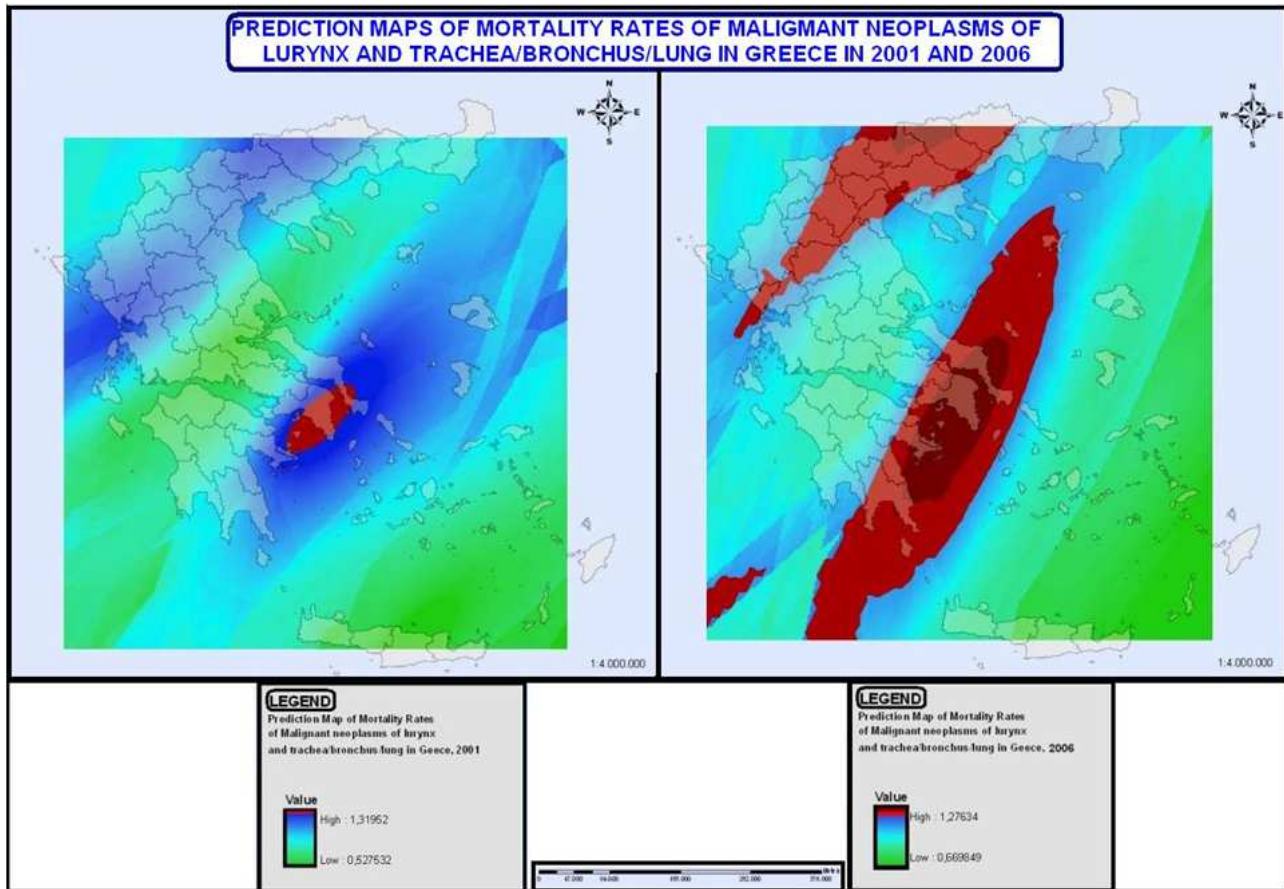 PREDICTION MAPS OF MORTALITY RATES OF MALIGMANT NEOPLASMS OF
LURYNX AND TRACHEA/BRONCHUS/LUNG IN GREECE IN 2001 AND 2006
N
W E
S
N
W E
S
1:4.000.000
1:4.000.000
LEGEND
Prediction Map of Mortality Rates
of Malignant neoplasms of lurynx
and trachea/bronchus/lung in Geece, 2001
Value
High : 1,31952
Low : 0,527532
LEGEND
Prediction Map of Mortality Rates
of Malignant neoplasms of lurynx
and trachea/bronchus/lung in Geece, 2006
Value
High : 1,27634
Low : 0,669849
0